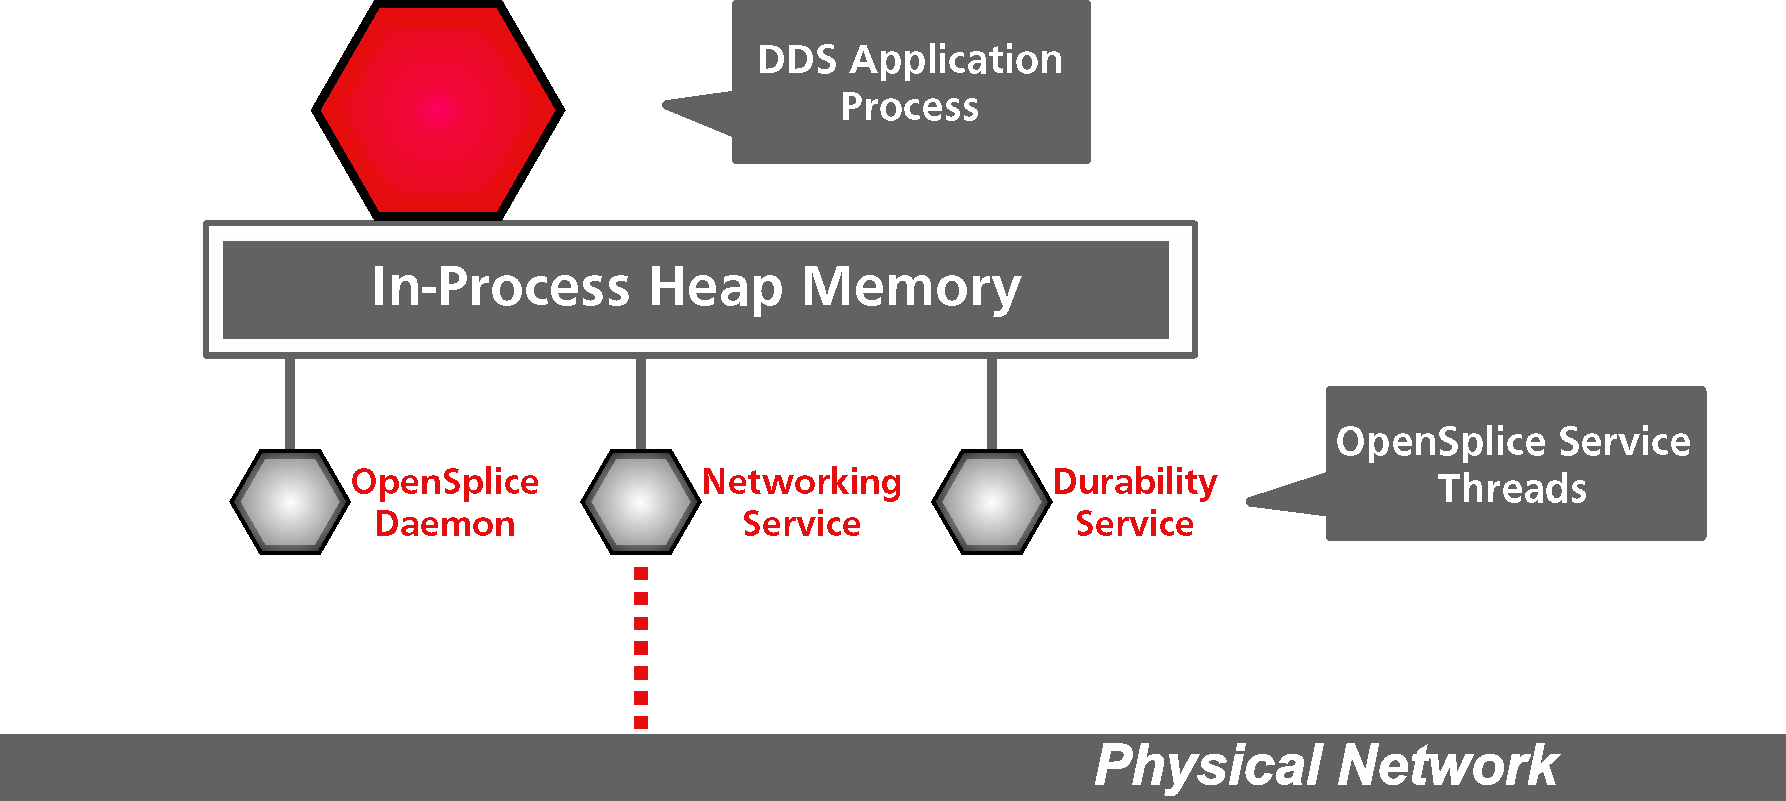 DDS Application
Process
In-Process Heap Memory
OpenSplice
Daemon
Networking
Service
Durability
Service
OpenSplice Service
Threads
Physical Network